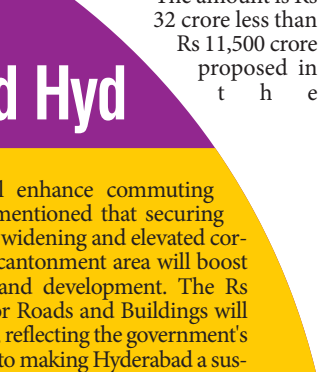 The amount is Rs
32 crore less than
Rs 11,500 crore
proposed in
t h e
d Hyd
enhance commuting
mentioned that securing
widening and elevated cor-
cantonment area will boost
and development. The Rs
or Roads and Buildings will
reflecting the government's
to making Hyderabad a sus-